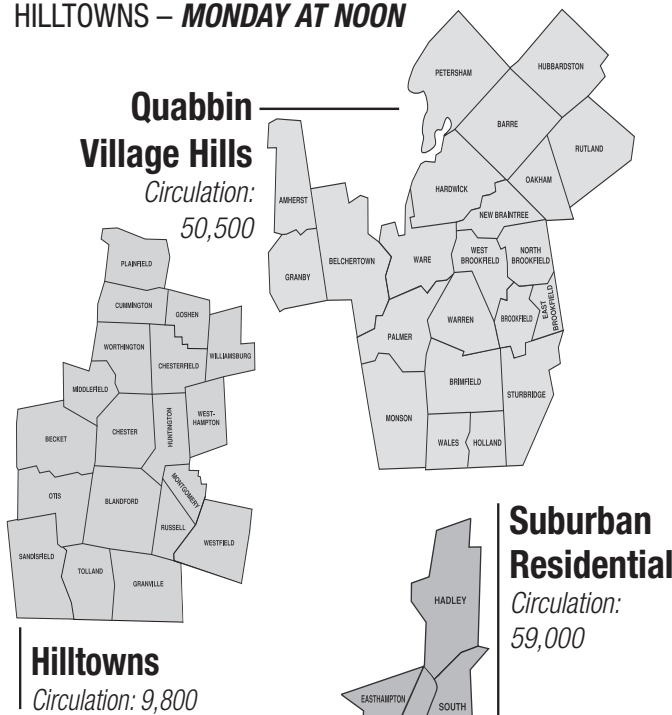 HILLTOWNS – MONDAY AT NOON
Quabbin
Village Hills
Circulation:
50,500
PETERSHAM
HUBBARDSTON
BARRE
RUTLAND
HARDWICK
OAKHAM
NEW BRAINTREE
AMHERST
BELCHERTOWN
GRANBY
WARE
WEST
BROOKFIELD
NORTH
BROOKFIELD
PALMER
WARREN
BROOKFIELD
EAST
BROOKFIELD
BRIMFIELD
STURBRIDGE
MONSON
WALES
HOLLAND
PLAINFIELD
CUMMINGTON
GOSHEN
WORTHINGTON
CHESTERFIELD
WILLIAMSBURG
MIDDLEFIELD
BECKET
CHESTER
HUNTINGTON
WEST-
HAMPTON
OTIS
BLANDFORD
MONTGOMERY
RUSSELL
WESTFIELD
SANDISFIELD
TOLLAND
GRANVILLE
Hilltowns
Circulation: 9,800
Suburban
Residential
Circulation:
59,000
HADLEY
EASTHAMPTON
SOUTH